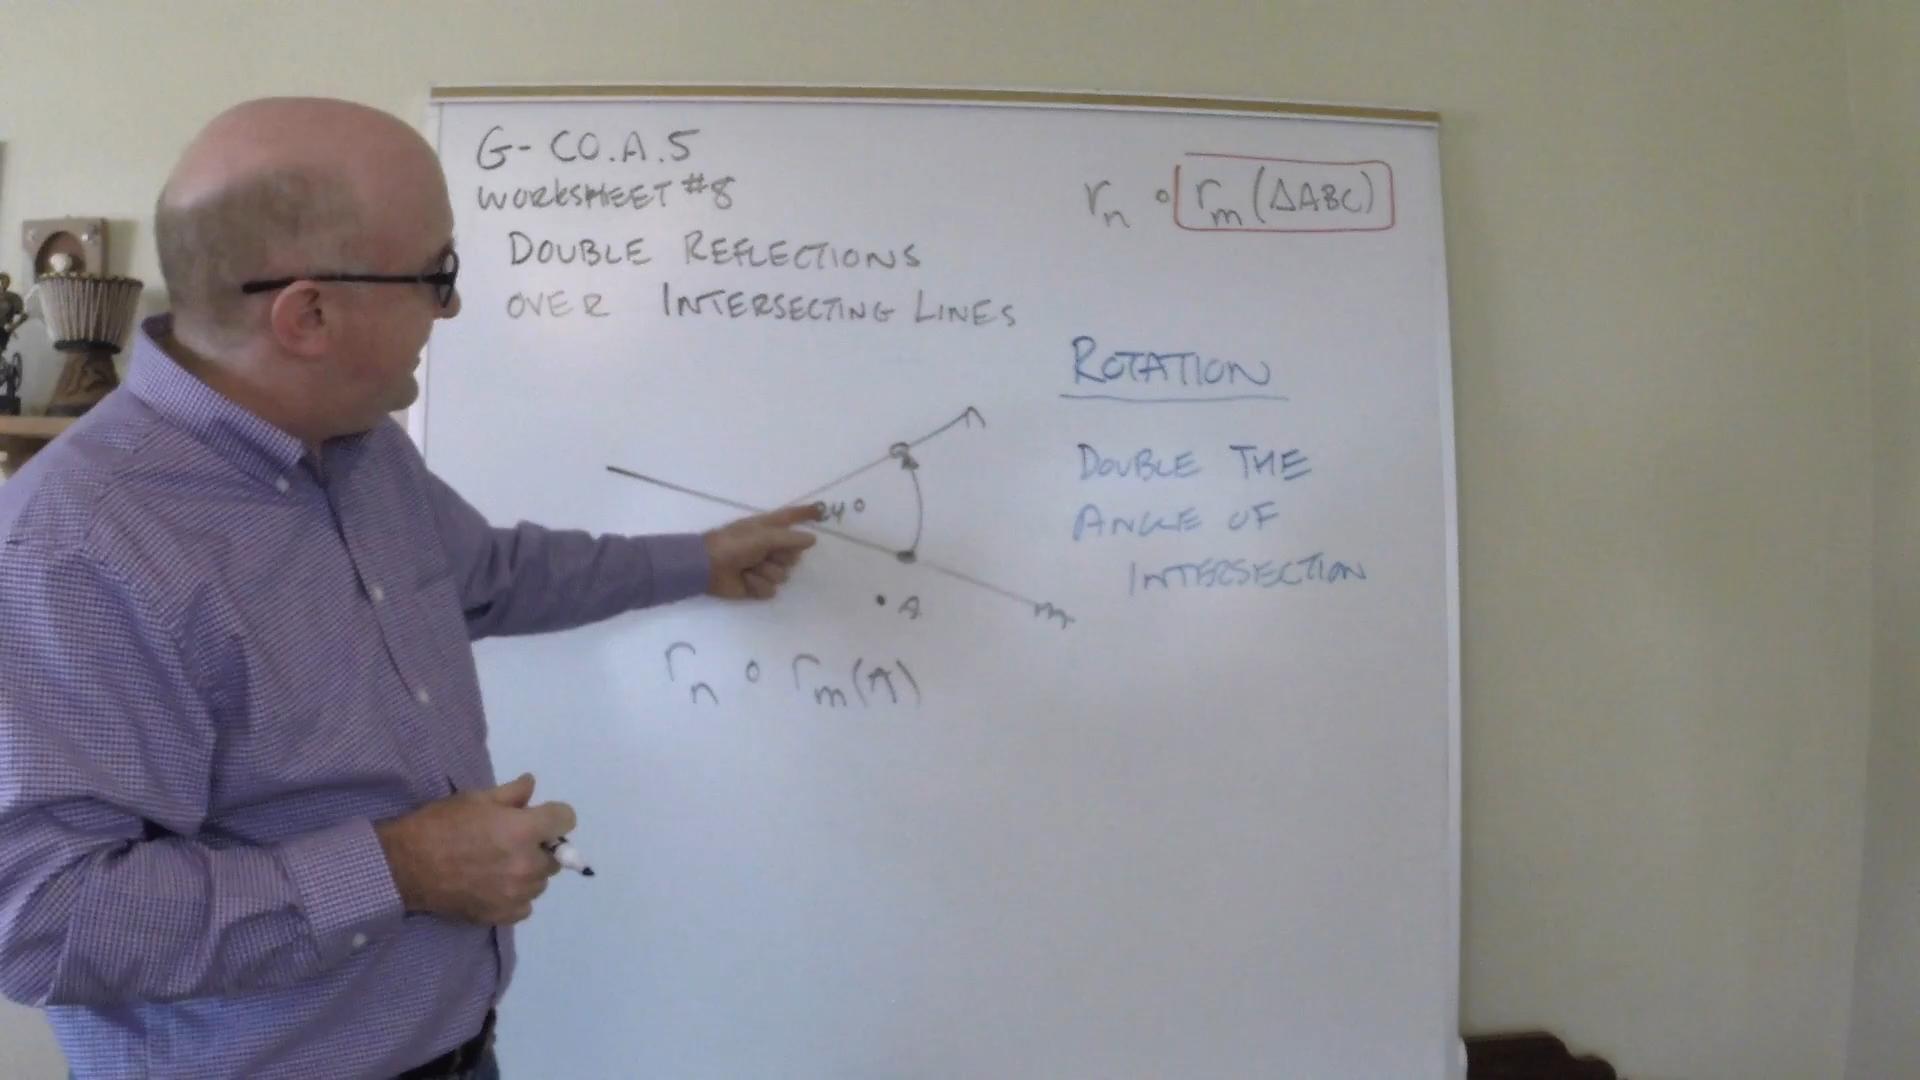 G-CO.A.5
WORKSHEET #8
DOUBLE REFLECTIONS
OVER INTERSECTING LINES
rn ∘ rm(ΔABC)
ROTATION
DOUBLE THE
ANGLE OF
INTERSECTION
n
24°
m
A
rn ∘ rm(A)